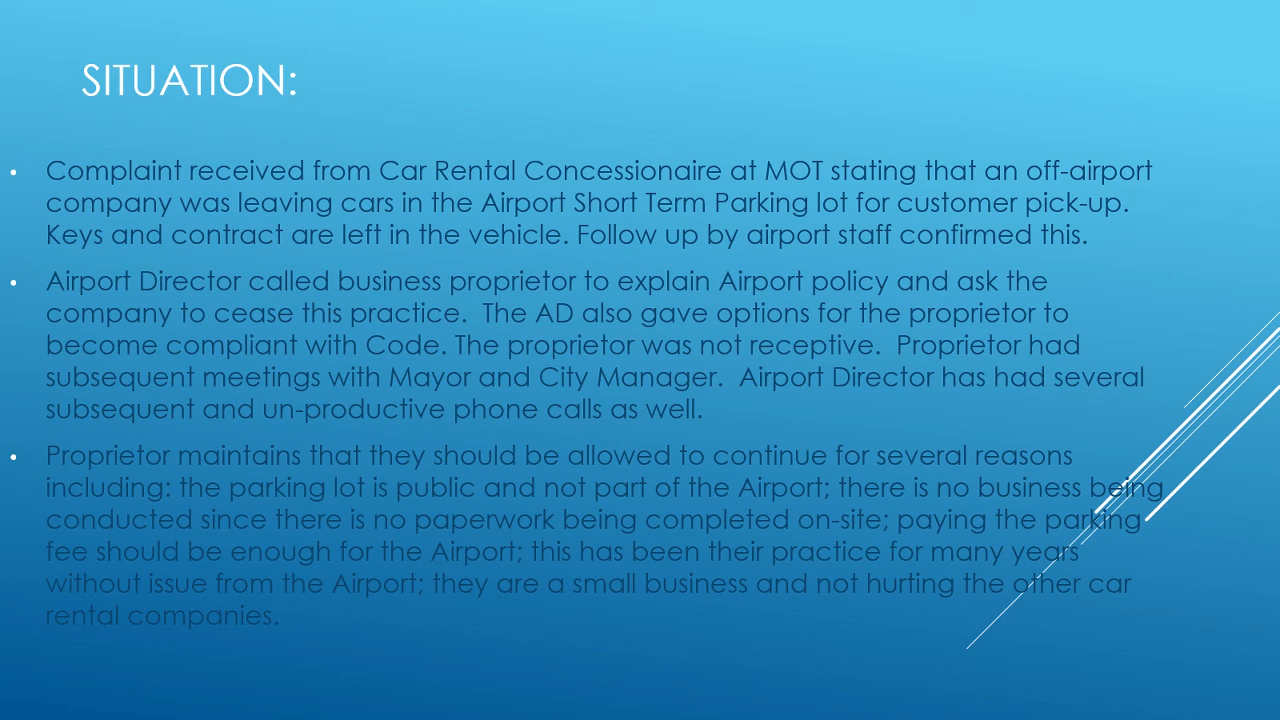 SITUATION:
• Complaint received from Car Rental Concessionaire at MOT stating that an off-airport
company was leaving cars in the Airport Short Term Parking lot for customer pick-up.
Keys and contract are left in the vehicle. Follow up by airport staff confirmed this.
• Airport Director called business proprietor to explain Airport policy and ask the
company to cease this practice.  The AD also gave options for the proprietor to
become compliant with Code. The proprietor was not receptive.  Proprietor had
subsequent meetings with Mayor and City Manager.  Airport Director has had several
subsequent and un-productive phone calls as well.
• Proprietor maintains that they should be allowed to continue for several reasons
including: the parking lot is public and not part of the Airport; there is no business being
conducted since there is no paperwork being completed on-site; paying the parking
fee should be enough for the Airport; this has been their practice for many years
without issue from the Airport; they are a small business and not hurting the other car
rental companies.